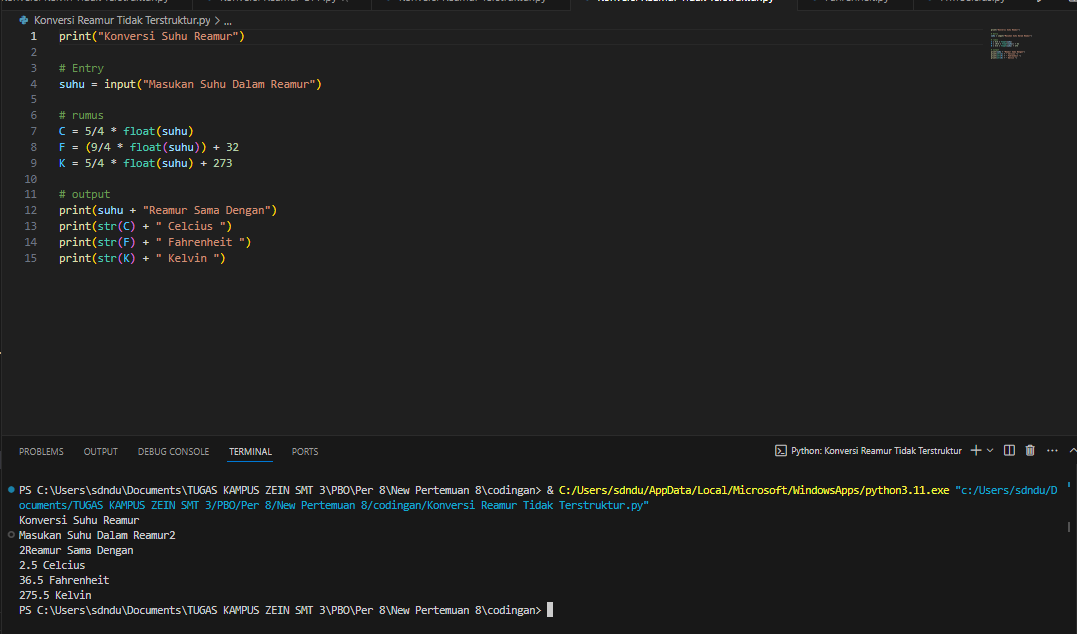 Konversi Reamur Tidak Terstruktur.py > ...
1 print("Konversi Suhu Reamur")
2
3 # Entry
4 suhu = input("Masukan Suhu Dalam Reamur")
5
6 # rumus
7 C = 5/4 * float(suhu)
8 F = (9/4 * float(suhu)) + 32
9 K = 5/4 * float(suhu) + 273
10
11 # output
12 print(suhu + "Reamur Sama Dengan")
13 print(str(C) + " Celcius ")
14 print(str(F) + " Fahrenheit ")
15 print(str(K) + " Kelvin ")
PROBLEMS OUTPUT DEBUG CONSOLE TERMINAL PORTS Python: Konversi Reamur Tidak Terstruktur
PS C:\Users\sdndu\Documents\TUGAS KAMPUS ZEIN SMT 3\PBO\Per 8\New Pertemuan 8\codingan> & C:/Users/sdndu/AppData/Local/Microsoft/WindowsApps/python3.11.exe "c:/Users/sdndu/D
ocuments/TUGAS KAMPUS ZEIN SMT 3/PBO/Per 8/New Pertemuan 8/codingan/Konversi Reamur Tidak Terstruktur.py"
Konversi Suhu Reamur
Masukan Suhu Dalam Reamur2
2Reamur Sama Dengan
2.5 Celcius
36.5 Fahrenheit
275.5 Kelvin
PS C:\Users\sdndu\Documents\TUGAS KAMPUS ZEIN SMT 3\PBO\Per 8\New Pertemuan 8\codingan>